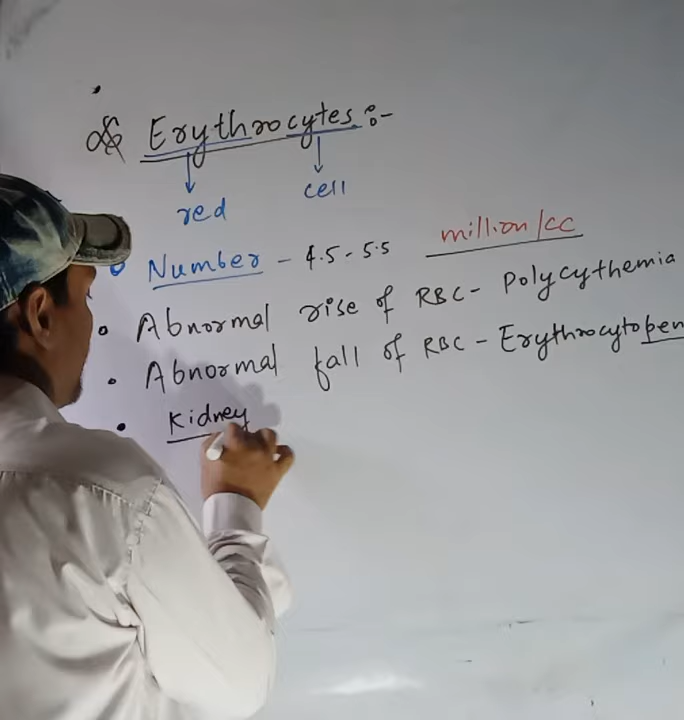 Erythrocytes :-
red cell
Number - 4.5 - 5.5 million/cc
Abnormal rise of RBC - Polycythemia
Abnormal fall of RBC - Erythrocytopen
Kidney